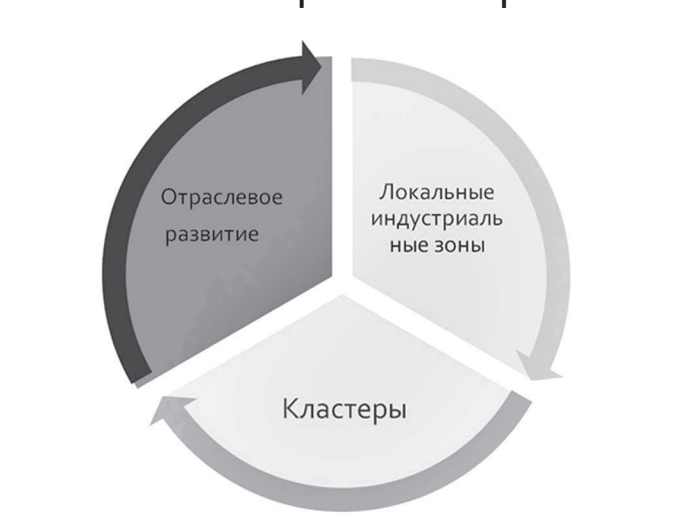 Отраслевое
развитие
Локальные
индустриаль
ные зоны
Кластеры